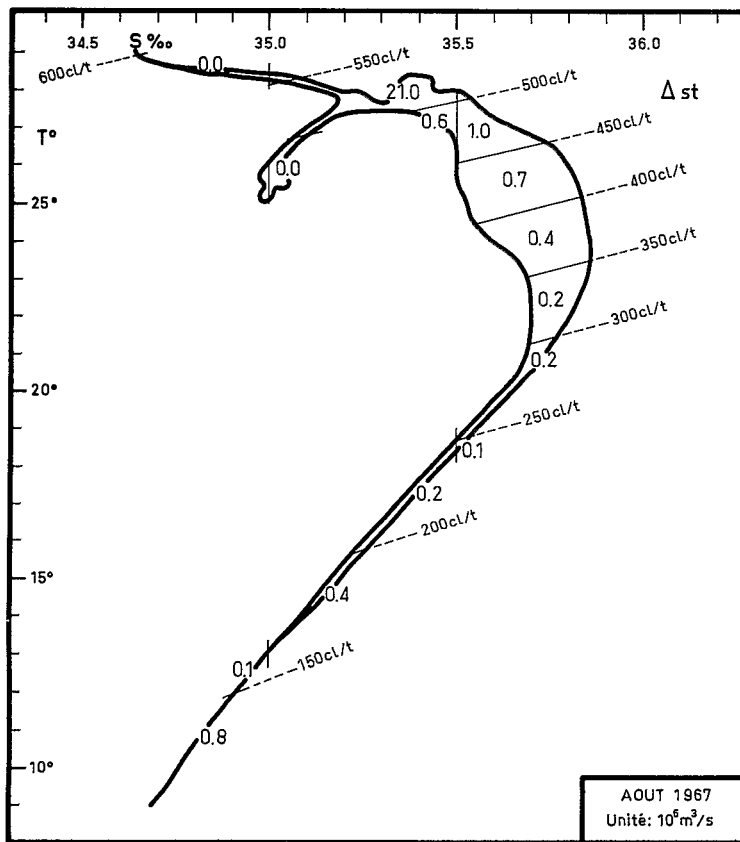 34.5 35.0 35.5 36.0
S‰
600cl/t
0.0
550cl/t
21.0
500cl/t
Δ st
T°
0.6
1.0
450cl/t
0.0
0.7
400cl/t
25°
0.4
350cl/t
0.2
300cl/t
0.2
20°
250cl/t
0.1
0.2
200cl/t
15°
0.4
150cl/t
0.1
0.8
10°
AOUT 1967
Unité: 10⁶m³/s